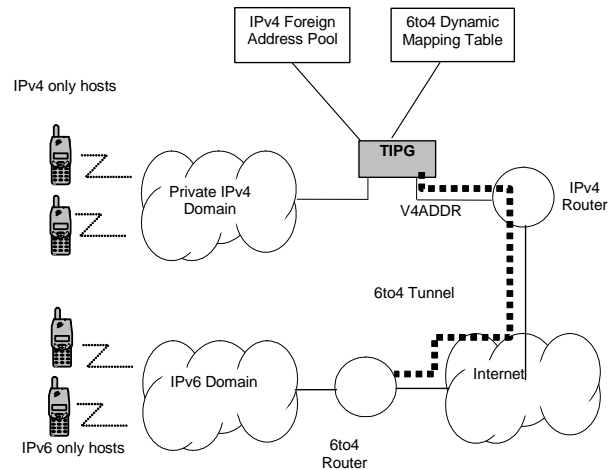 IPv4 Foreign
Address Pool
6to4 Dynamic
Mapping Table
IPv4 only hosts
TIPG
Private IPv4
Domain
V4ADDR
IPv4
Router
6to4 Tunnel
IPv6 Domain
Internet
IPv6 only hosts
6to4
Router